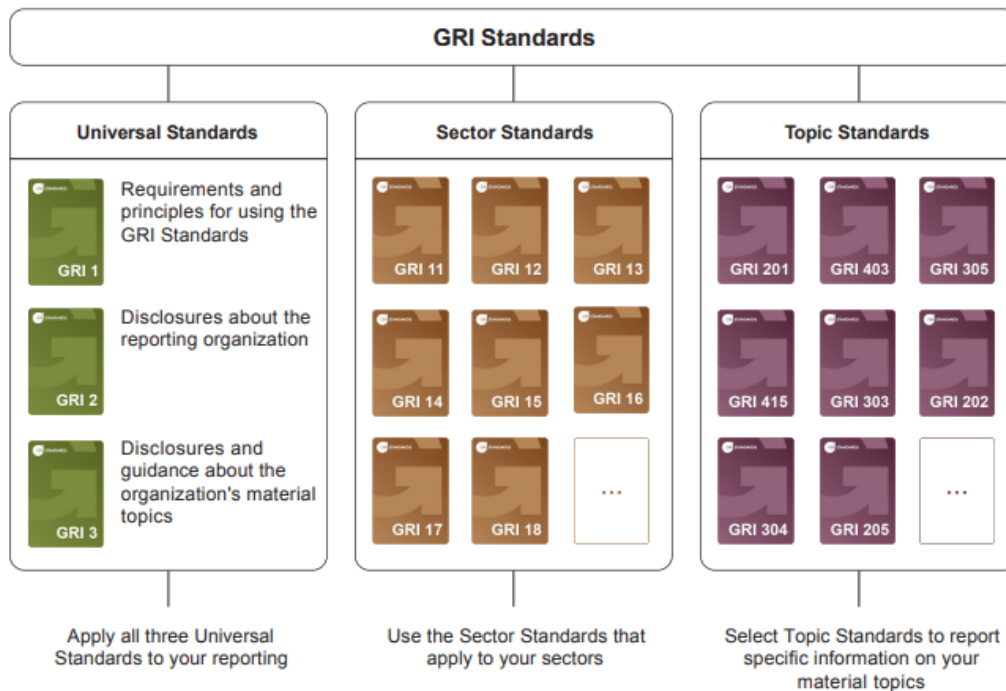 GRI Standards
Universal Standards
Requirements and
principles for using the
GRI Standards
GRI 1
Disclosures about the
reporting organization
GRI 2
Disclosures and
guidance about the
organization's material
topics
GRI 3
Apply all three Universal
Standards to your reporting
Sector Standards
GRI 11
GRI 12
GRI 13
GRI 14
GRI 15
GRI 16
GRI 17
GRI 18
...
Use the Sector Standards that
apply to your sectors
Topic Standards
GRI 201
GRI 403
GRI 305
GRI 415
GRI 303
GRI 202
GRI 304
GRI 205
...
Select Topic Standards to report
specific information on your
material topics